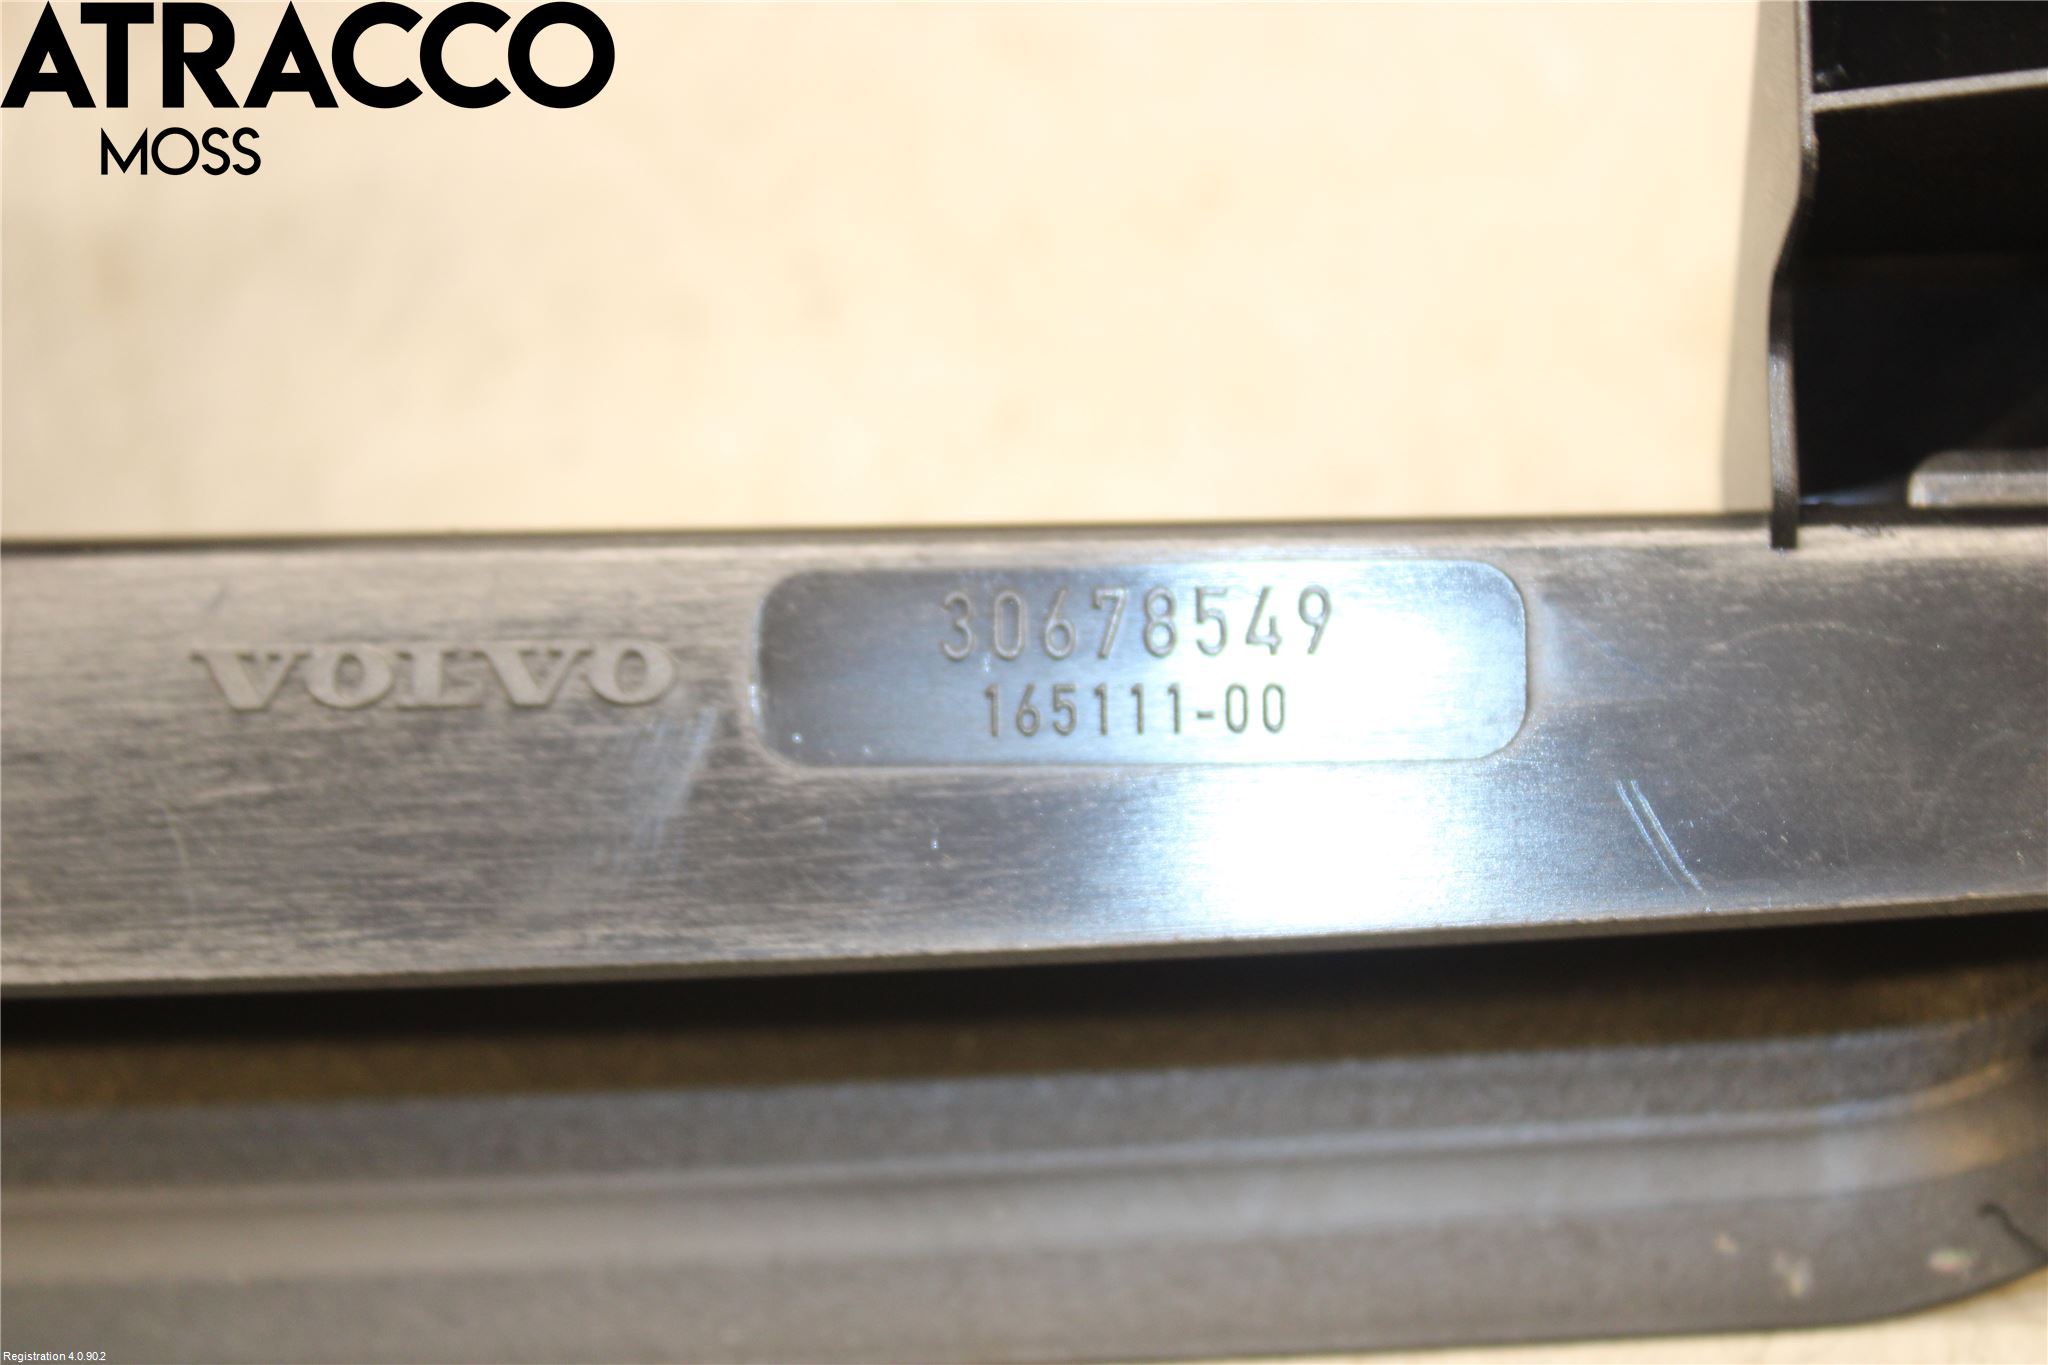 ATRACCO
MOSS
VOLVO
30678549
165111-00
Registration 4.0.90.2